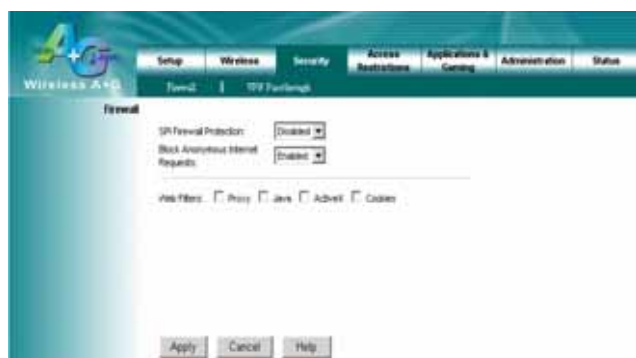 A+G
Wireless A+G
Setup Wireless Security Access Restrictions Applications & Gaming Administration Status
Firewall | VPN Passthrough
Firewall
SPI Firewall Protection: Disabled
Block Anonymous Internet Requests: Enabled
Web Filters: Proxy Java ActiveX Cookies
Apply Cancel Help